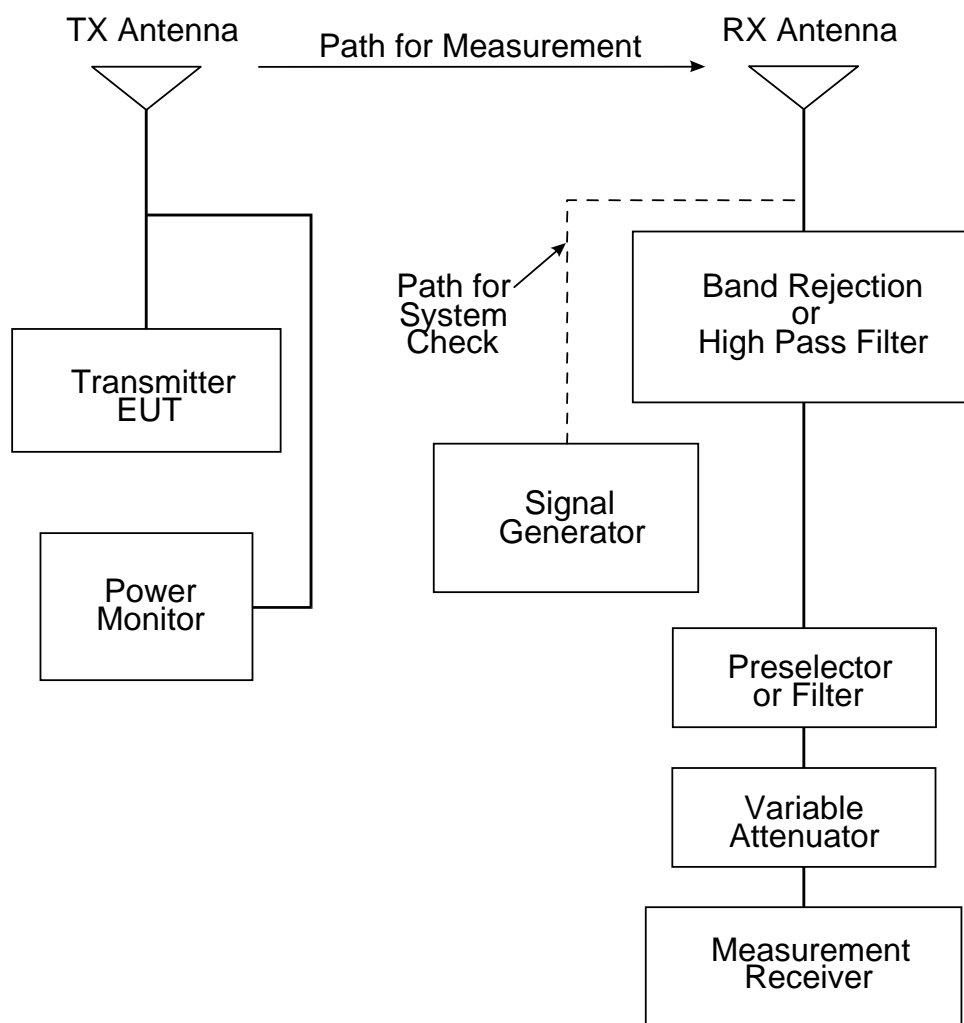 TX Antenna
Path for Measurement
RX Antenna
Path for
System
Check
Band Rejection
or
High Pass Filter
Transmitter
EUT
Signal
Generator
Power
Monitor
Preselector
or Filter
Variable
Attenuator
Measurement
Receiver